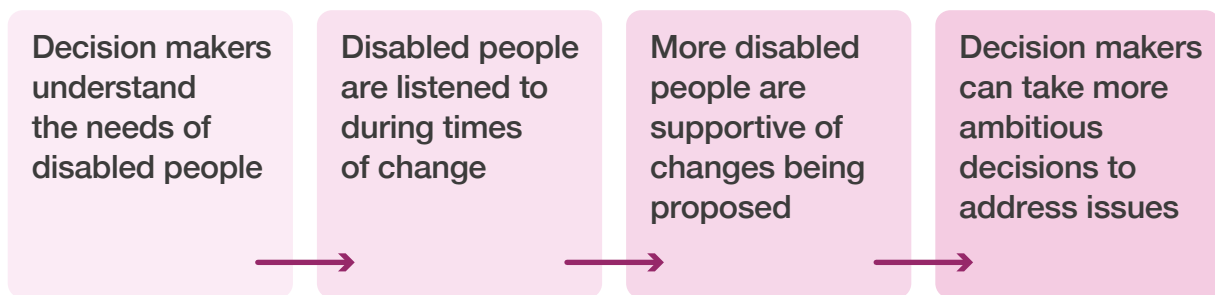 Decision makers
understand
the needs of
disabled people
Disabled people
are listened to
during times
of change
More disabled
people are
supportive of
changes being
proposed
Decision makers
can take more
ambitious
decisions to
address issues